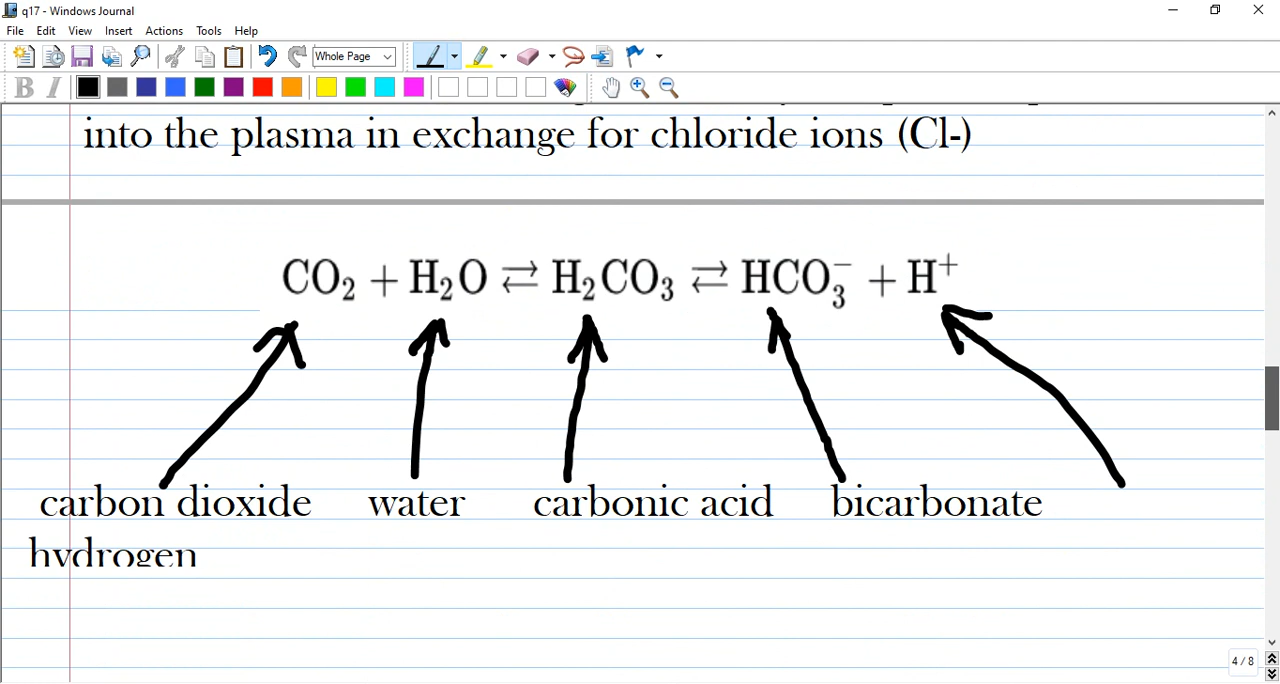 q17 - Windows Journal
File Edit View Insert Actions Tools Help
Whole Page
B I
into the plasma in exchange for chloride ions (Cl-)
CO₂ + H₂O ⇄ H₂CO₃ ⇄ HCO₃⁻ + H⁺
carbon dioxide water carbonic acid bicarbonate
hydrogen
4 / 8